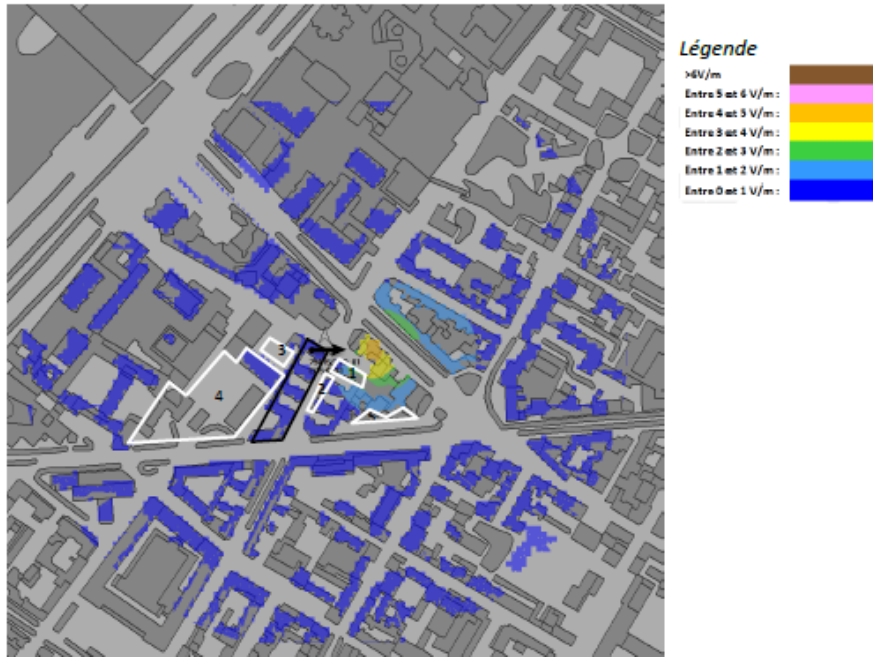 Légende
>6V/m
Entre 5 et 6 V/m :
Entre 4 et 5 V/m :
Entre 3 et 4 V/m :
Entre 2 et 3 V/m :
Entre 1 et 2 V/m :
Entre 0 et 1 V/m :
3
1
2
4